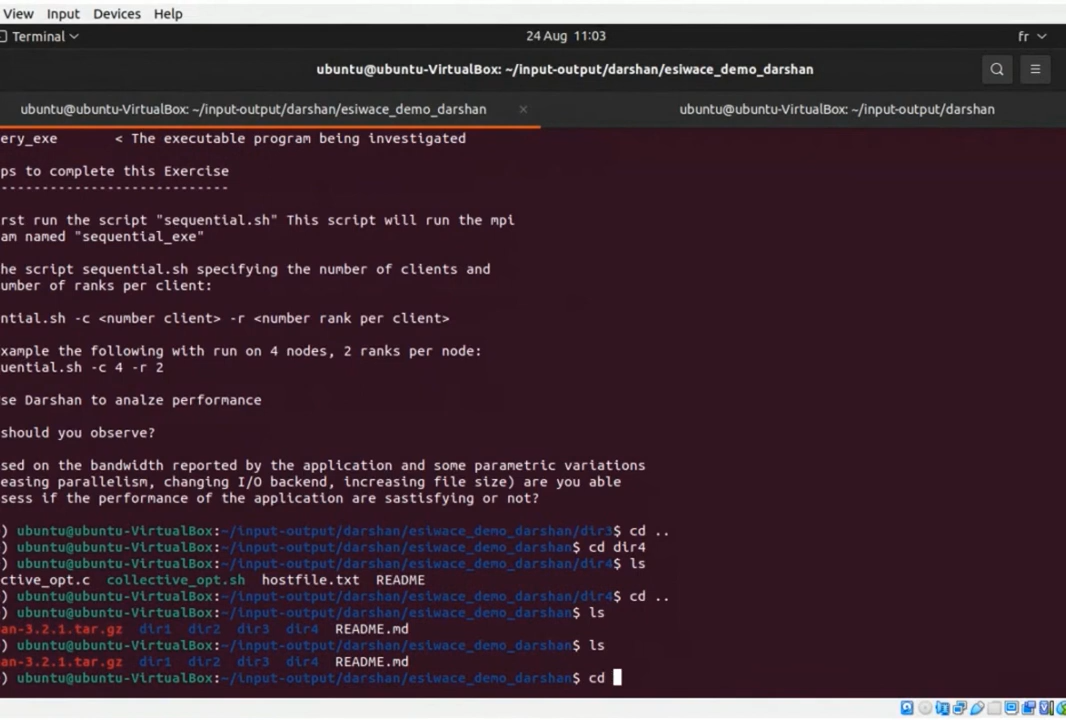 View Input Devices Help
Terminal 24 Aug 11:03 fr
ubuntu@ubuntu-VirtualBox: ~/input-output/darshan/esiwace_demo_darshan
ubuntu@ubuntu-VirtualBox: ~/input-output/darshan/esiwace_demo_darshan × ubuntu@ubuntu-VirtualBox: ~/input-output/darshan
ery_exe < The executable program being investigated
ps to complete this Exercise
----------------------------
rst run the script "sequential.sh" This script will run the mpi
am named "sequential_exe"
he script sequential.sh specifying the number of clients and
umber of ranks per client:
ntial.sh -c <number client> -r <number rank per client>
xample the following with run on 4 nodes, 2 ranks per node:
uential.sh -c 4 -r 2
se Darshan to analze performance
should you observe?
sed on the bandwidth reported by the application and some parametric variations
easing parallelism, changing I/O backend, increasing file size) are you able
sess if the performance of the application are sastisfying or not?
) ubuntu@ubuntu-VirtualBox:~/input-output/darshan/esiwace_demo_darshan/dir3$ cd ..
) ubuntu@ubuntu-VirtualBox:~/input-output/darshan/esiwace_demo_darshan$ cd dir4
) ubuntu@ubuntu-VirtualBox:~/input-output/darshan/esiwace_demo_darshan/dir4$ ls
ctive_opt.c collective_opt.sh hostfile.txt README
) ubuntu@ubuntu-VirtualBox:~/input-output/darshan/esiwace_demo_darshan/dir4$ cd ..
) ubuntu@ubuntu-VirtualBox:~/input-output/darshan/esiwace_demo_darshan$ ls
an-3.2.1.tar.gz dir1 dir2 dir3 dir4 README.md
) ubuntu@ubuntu-VirtualBox:~/input-output/darshan/esiwace_demo_darshan$ ls
an-3.2.1.tar.gz dir1 dir2 dir3 dir4 README.md
) ubuntu@ubuntu-VirtualBox:~/input-output/darshan/esiwace_demo_darshan$ cd